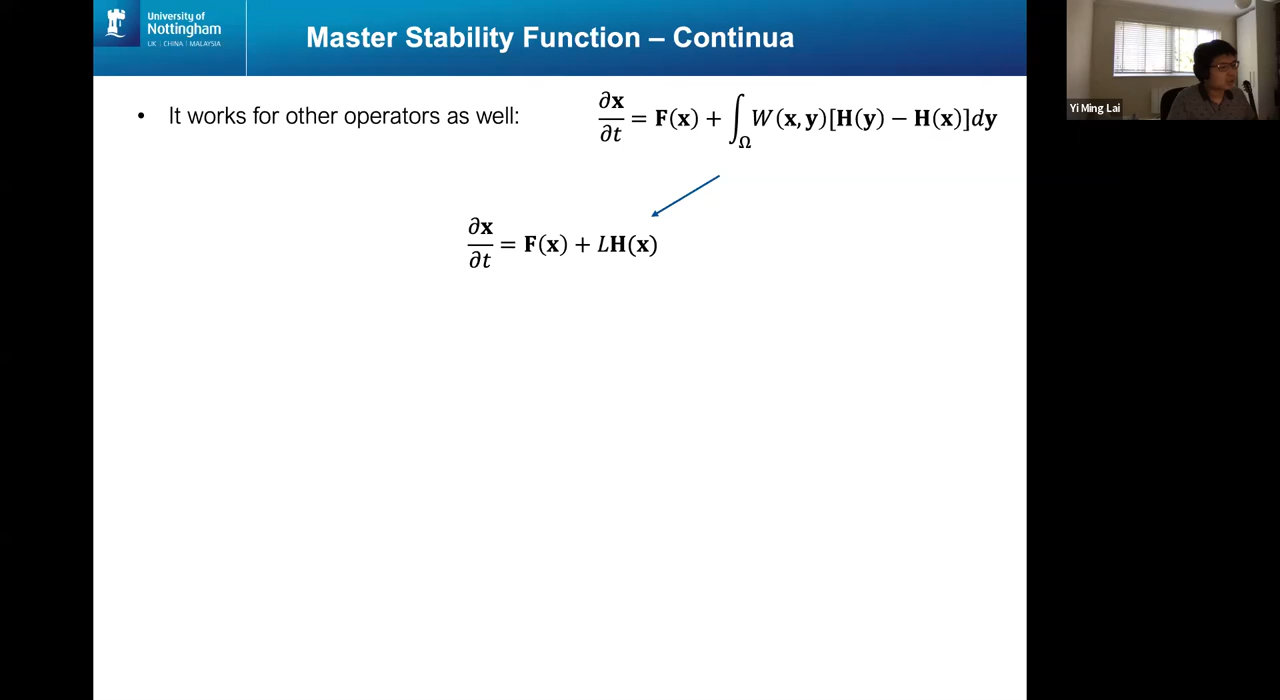 University of
Nottingham
UK | CHINA | MALAYSIA
Master Stability Function – Continua
• It works for other operators as well:
∂𝐱/∂t = 𝐅(𝐱) + ∫_Ω W(𝐱, 𝐲)[𝐇(𝐲) − 𝐇(𝐱)]d𝐲
∂𝐱/∂t = 𝐅(𝐱) + L𝐇(𝐱)
Yi Ming Lai